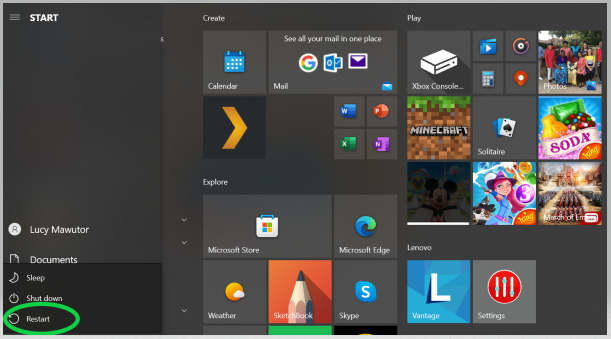 START
s
Lucy Mawutor
Documents
Sleep
Shut down
Restart
Create
Calendar
See all your mail in one place
Mail
Explore
Microsoft Store
Microsoft Edge
Weather
SketchBook
Skype
Play
Xbox Console...
Photos
MINECRAFT
Solitaire
SODA
3
March of Em...
Lenovo
Vantage
Settings